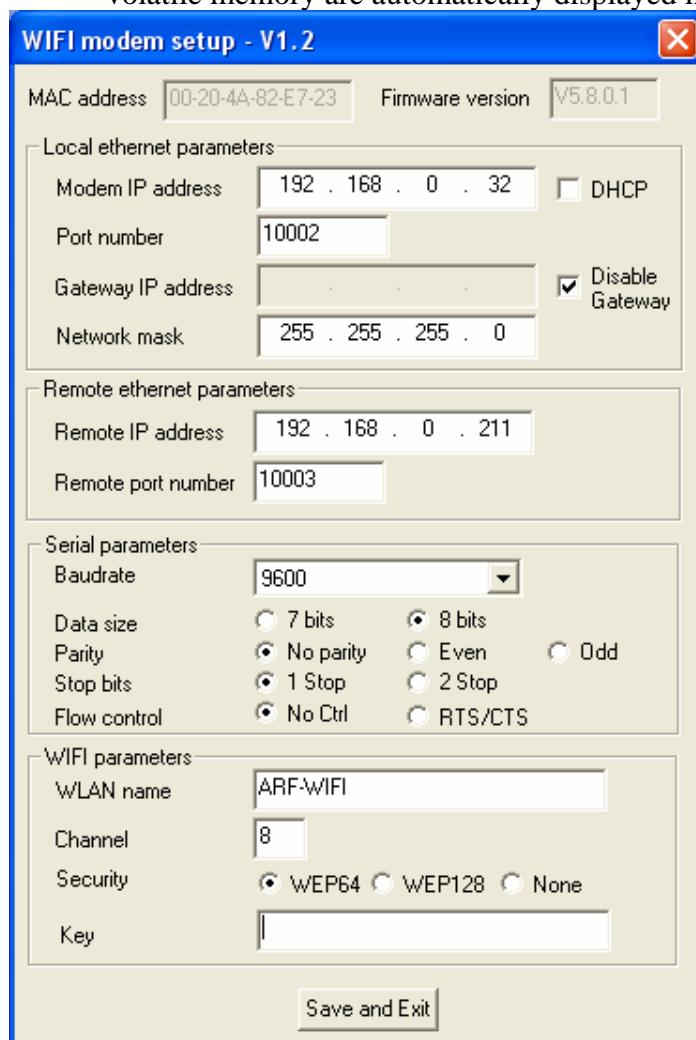 volatile memory are automatically displayed
WIFI modem setup - V1.2
MAC address 00-20-4A-82-E7-23 Firmware version V5.8.0.1
Local ethernet parameters
Modem IP address 192 . 168 . 0 . 32 DHCP
Port number 10002
Gateway IP address . . . Disable Gateway
Network mask 255 . 255 . 255 . 0
Remote ethernet parameters
Remote IP address 192 . 168 . 0 . 211
Remote port number 10003
Serial parameters
Baudrate 9600
Data size 7 bits 8 bits
Parity No parity Even Odd
Stop bits 1 Stop 2 Stop
Flow control No Ctrl RTS/CTS
WIFI parameters
WLAN name ARF-WIFI
Channel 8
Security WEP64 WEP128 None
Key
Save and Exit